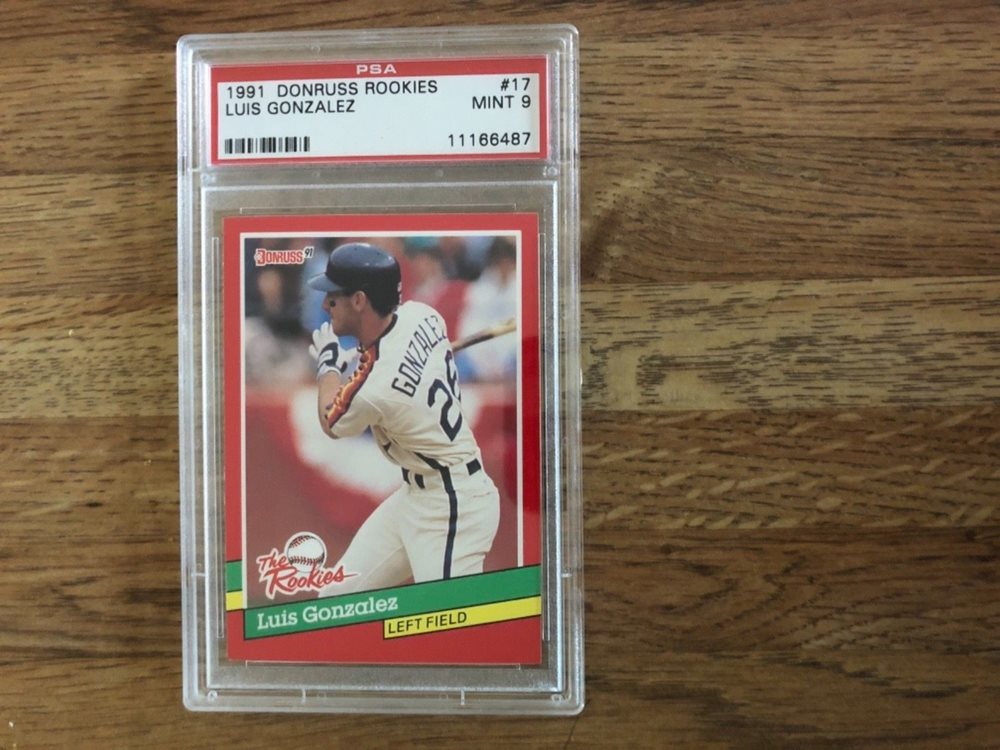 PSA
1991 DONRUSS ROOKIES #17
LUIS GONZALEZ MINT 9
11166487
DONRUSS 91
GONZALEZ
26
The
Rookies
Luis Gonzalez
LEFT FIELD